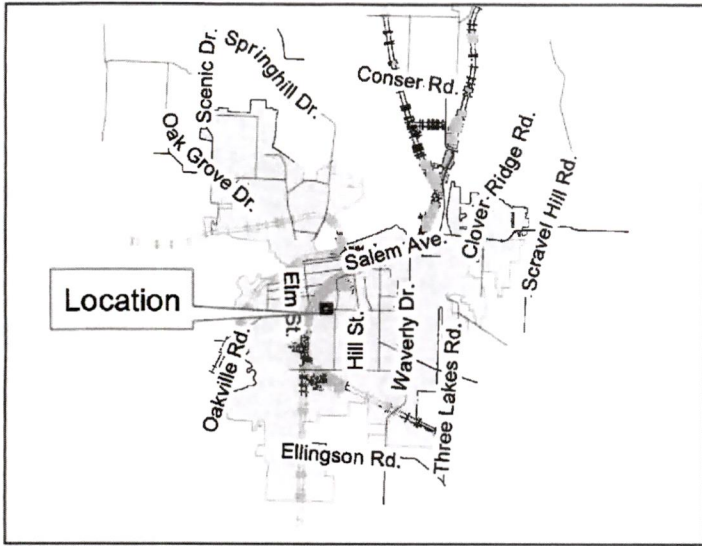 Conser Rd.
Springhill Dr.
Scenic Dr.
Oak Grove Dr.
Clover Ridge Rd.
Scravel Hill Rd.
Salem Ave.
Location
Elm St.
Hill St.
Waverly Dr.
Three Lakes Rd.
Oakville Rd.
Ellingson Rd.